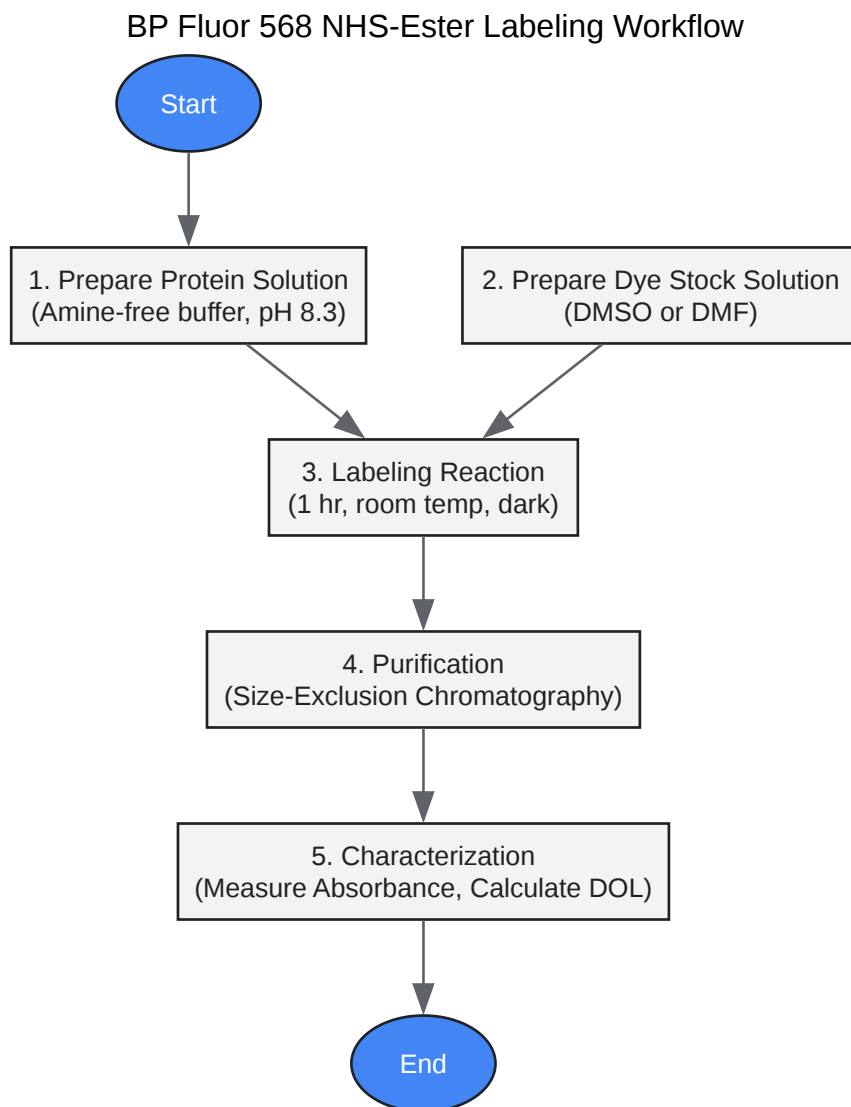 BP Fluor 568 NHS-Ester Labeling Workflow
Start
1. Prepare Protein Solution
(Amine-free buffer, pH 8.3)
2. Prepare Dye Stock Solution
(DMSO or DMF)
3. Labeling Reaction
(1 hr, room temp, dark)
4. Purification
(Size-Exclusion Chromatography)
5. Characterization
(Measure Absorbance, Calculate DOL)
End